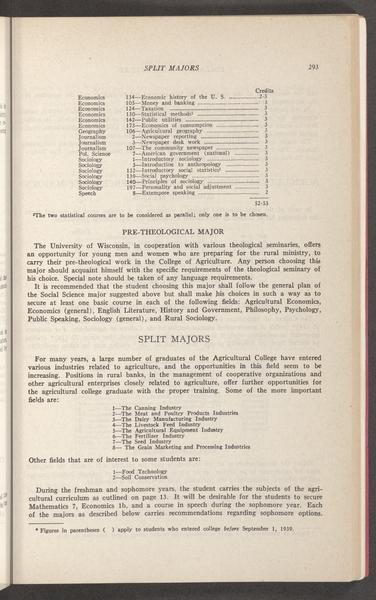 SPLIT MAJORS 293
Credits
Economics 134—Economic history of the U. S. 2-3
Economics 105—Money and banking 3
Economics 124—Taxation 3
Economics 130—Statistical methods² 3
Economics 142—Public utilities 3
Economics 173—Economics of consumption 3
Geography 106—Agricultural geography 3
Journalism 2—Newspaper reporting 3
Journalism 3—Newspaper desk work 3
Journalism 107—The community newspaper 3
Pol. Science 7—American government (national) 3
Sociology 1—Introductory sociology 3
Sociology 5—Introduction to anthropology 3
Sociology 132—Introductory social statistics² 3
Sociology 139—Social psychology 3
Sociology 140—Principles of sociology 3
Sociology 197—Personality and social adjustment 3
Speech 8—Extempore speaking 2
52-53
²The two statistical courses are to be considered as parallel; only one is to be chosen.
PRE-THEOLOGICAL MAJOR
The University of Wisconsin, in cooperation with various theological seminaries, offers
an opportunity for young men and women who are preparing for the rural ministry, to
carry their pre-theological work in the College of Agriculture. Any person choosing this
major should acquaint himself with the specific requirements of the theological seminary of
his choice. Special note should be taken of any language requirements.
It is recommended that the student choosing this major shall follow the general plan of
the Social Science major suggested above but shall make his choices in such a way as to
secure at least one basic course in each of the following fields: Agricultural Economics,
Economics (general), English Literature, History and Government, Philosophy, Psychology,
Public Speaking, Sociology (general), and Rural Sociology.
SPLIT MAJORS
For many years, a large number of graduates of the Agricultural College have entered
various industries related to agriculture, and the opportunities in this field seem to be
increasing. Positions in rural banks, in the management of cooperative organizations and
other agricultural enterprises closely related to agriculture, offer further opportunities for
the agricultural college graduate with the proper training. Some of the more important
fields are:
1—The Canning Industry
2—The Meat and Poultry Products Industries
3—The Dairy Manufacturing Industry
4—The Livestock Feed Industry
5—The Agricultural Equipment Industry
6—The Fertilizer Industry
7—The Seed Industry
8— The Grain Marketing and Processing Industries
Other fields that are of interest to some students are:
1—Food Technology
2—Soil Conservation
During the freshman and sophomore years, the student carries the subjects of the agri-
cultural curriculum as outlined on page 13. It will be desirable for the students to secure
Mathematics 7, Economics 1b, and a course in speech during the sophomore year. Each
of the majors as described below carries recommendations regarding sophomore options.
* Figures in parentheses ( ) apply to students who entered college before September 1, 1939.